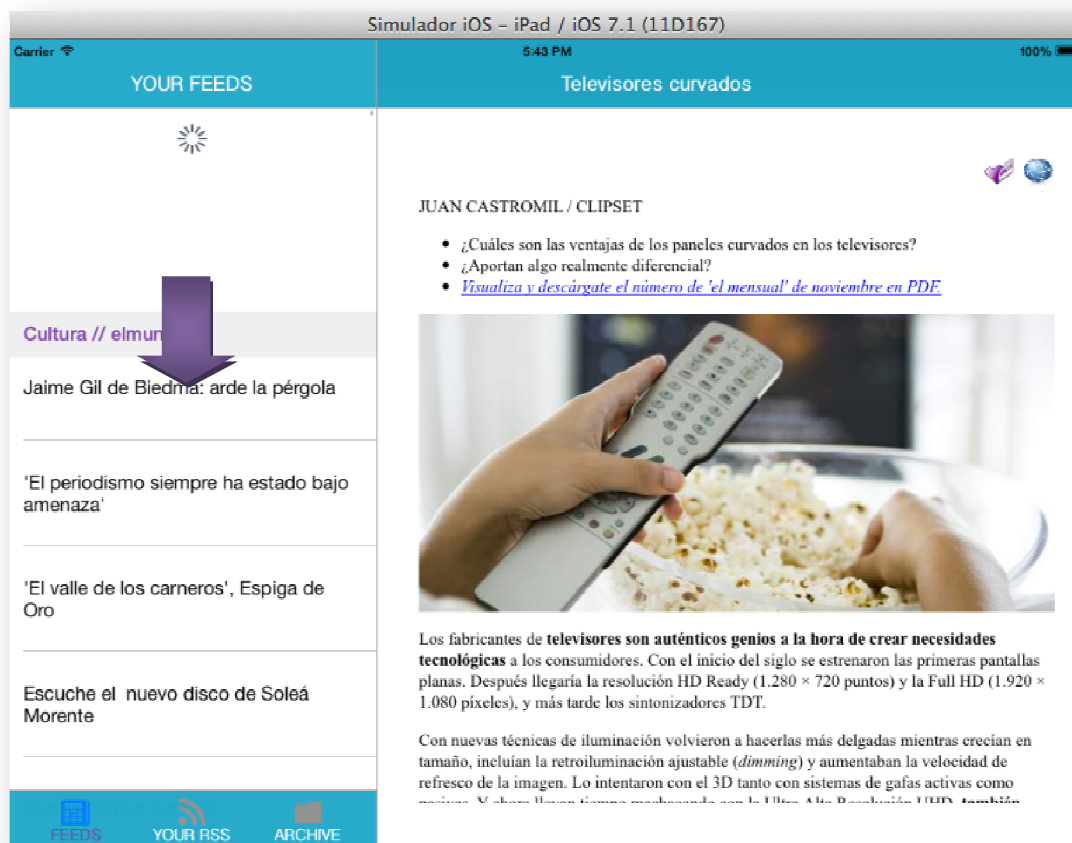 Simulador iOS – iPad / iOS 7.1 (11D167)
Carrier 5:43 PM 100%
YOUR FEEDS
Cultura // elmun
Jaime Gil de Biedma: arde la pérgola
'El periodismo siempre ha estado bajo
amenaza'
'El valle de los carneros', Espiga de
Oro
Escuche el nuevo disco de Soleá
Morente
FEEDS
YOUR RSS
ARCHIVE
Televisores curvados
JUAN CASTROMIL / CLIPSET
• ¿Cuáles son las ventajas de los paneles curvados en los televisores?
• ¿Aportan algo realmente diferencial?
• Visualiza y descárgate el número de 'el mensual' de noviembre en PDF.
Los fabricantes de televisores son auténticos genios a la hora de crear necesidades
tecnológicas a los consumidores. Con el inicio del siglo se estrenaron las primeras pantallas
planas. Después llegaría la resolución HD Ready (1.280 × 720 puntos) y la Full HD (1.920 ×
1.080 píxeles), y más tarde los sintonizadores TDT.
Con nuevas técnicas de iluminación volvieron a hacerlas más delgadas mientras crecían en
tamaño, incluían la retroiluminación ajustable (dimming) y aumentaban la velocidad de
refresco de la imagen. Lo intentaron con el 3D tanto con sistemas de gafas activas como